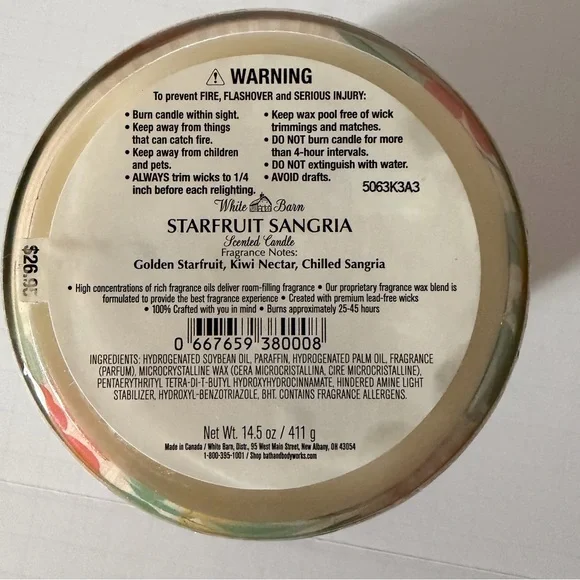 ⚠ WARNING
To prevent FIRE, FLASHOVER and SERIOUS INJURY:
• Burn candle within sight.
• Keep away from things
that can catch fire.
• Keep away from children
and pets.
• ALWAYS trim wicks to 1/4
inch before each relighting.
• Keep wax pool free of wick
trimmings and matches.
• DO NOT burn candle for more
than 4-hour intervals.
• DO NOT extinguish with water.
• AVOID drafts.
5063K3A3
White Barn
STARFRUIT SANGRIA
Scented Candle
Fragrance Notes:
Golden Starfruit, Kiwi Nectar, Chilled Sangria
• High concentrations of rich fragrance oils deliver room-filling fragrance • Our proprietary fragrance wax blend is
formulated to provide the best fragrance experience • Created with premium lead-free wicks
• 100% Crafted with you in mind • Burns approximately 25-45 hours
0 667659 380008
INGREDIENTS: HYDROGENATED SOYBEAN OIL, PARAFFIN, HYDROGENATED PALM OIL, FRAGRANCE
(PARFUM), MICROCRYSTALLINE WAX (CERA MICROCRISTALLINA, CIRE MICROCRISTALLINE),
PENTAERYTHRITYL TETRA-DI-T-BUTYL HYDROXYHYDROCINNAMATE, HINDERED AMINE LIGHT
STABILIZER, HYDROXYL-BENZOTRIAZOLE, BHT. CONTAINS FRAGRANCE ALLERGENS.
Net Wt. 14.5 oz / 411 g
Made in Canada / White Barn, Distr., 95 West Main Street, New Albany, OH 43054
1-800-395-1001 / Shop bathandbodyworks.com
$26.95